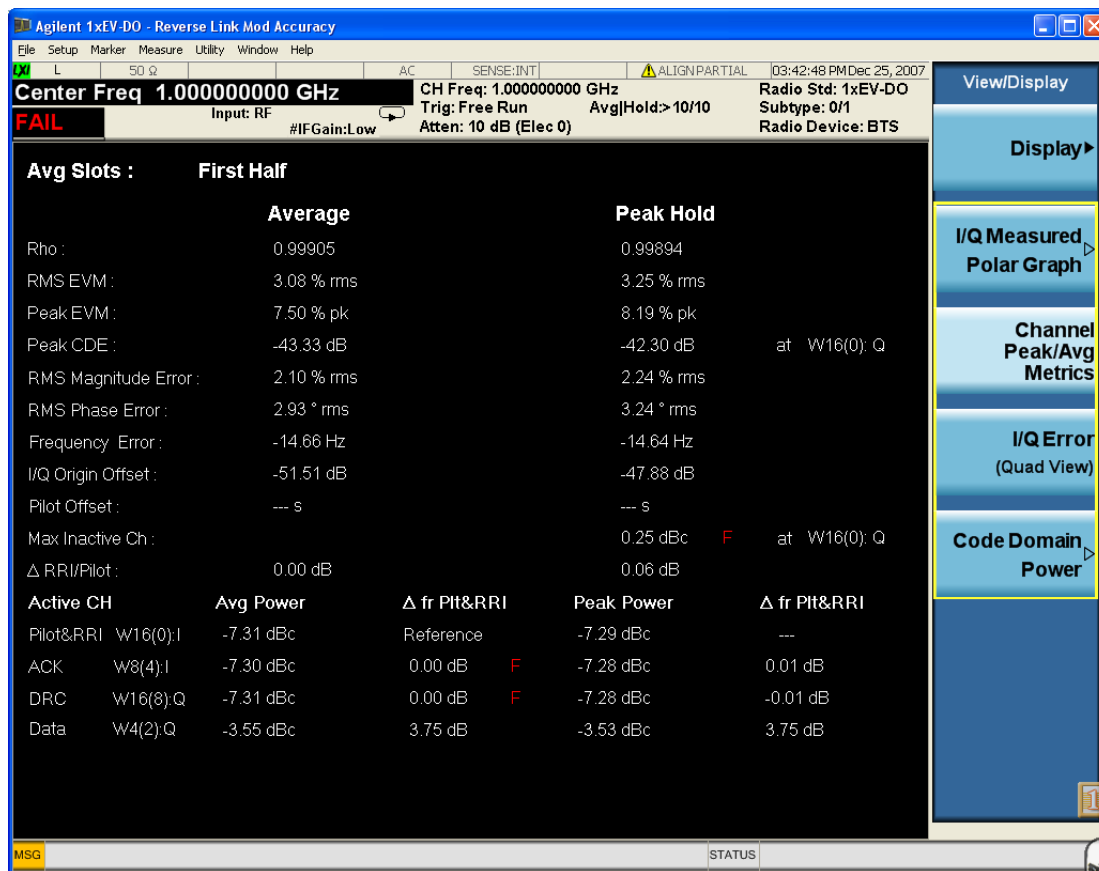 Agilent 1xEV-DO - Reverse Link Mod Accuracy
File Setup Marker Measure Utility Window Help
LXI L 50 Ω AC SENSE:INT ALIGN PARTIAL 03:42:48 PM Dec 25, 2007
Center Freq 1.000000000 GHz CH Freq: 1.000000000 GHz Radio Std: 1xEV-DO
Input: RF Trig: Free Run Avg|Hold:> 10/10 Subtype: 0/1
FAIL #IFGain:Low Atten: 10 dB (Elec 0) Radio Device: BTS
Avg Slots : First Half
Average Peak Hold
Rho : 0.99905 0.99894
RMS EVM : 3.08 % rms 3.25 % rms
Peak EVM : 7.50 % pk 8.19 % pk
Peak CDE : -43.33 dB -42.30 dB at W16(0): Q
RMS Magnitude Error : 2.10 % rms 2.24 % rms
RMS Phase Error : 2.93 ° rms 3.24 ° rms
Frequency Error : -14.66 Hz -14.64 Hz
I/Q Origin Offset : -51.51 dB -47.88 dB
Pilot Offset : --- s --- s
Max Inactive Ch : 0.25 dBc F at W16(0): Q
Δ RRI/Pilot : 0.00 dB 0.06 dB
Active CH Avg Power Δ fr Plt&RRI Peak Power Δ fr Plt&RRI
Pilot&RRI W16(0):I -7.31 dBc Reference -7.29 dBc ---
ACK W8(4):I -7.30 dBc 0.00 dB F -7.28 dBc 0.01 dB
DRC W16(8):Q -7.31 dBc 0.00 dB F -7.28 dBc -0.01 dB
Data W4(2):Q -3.55 dBc 3.75 dB -3.53 dBc 3.75 dB
View/Display
Display
I/Q Measured
Polar Graph
Channel
Peak/Avg
Metrics
I/Q Error
(Quad View)
Code Domain
Power
1
MSG STATUS